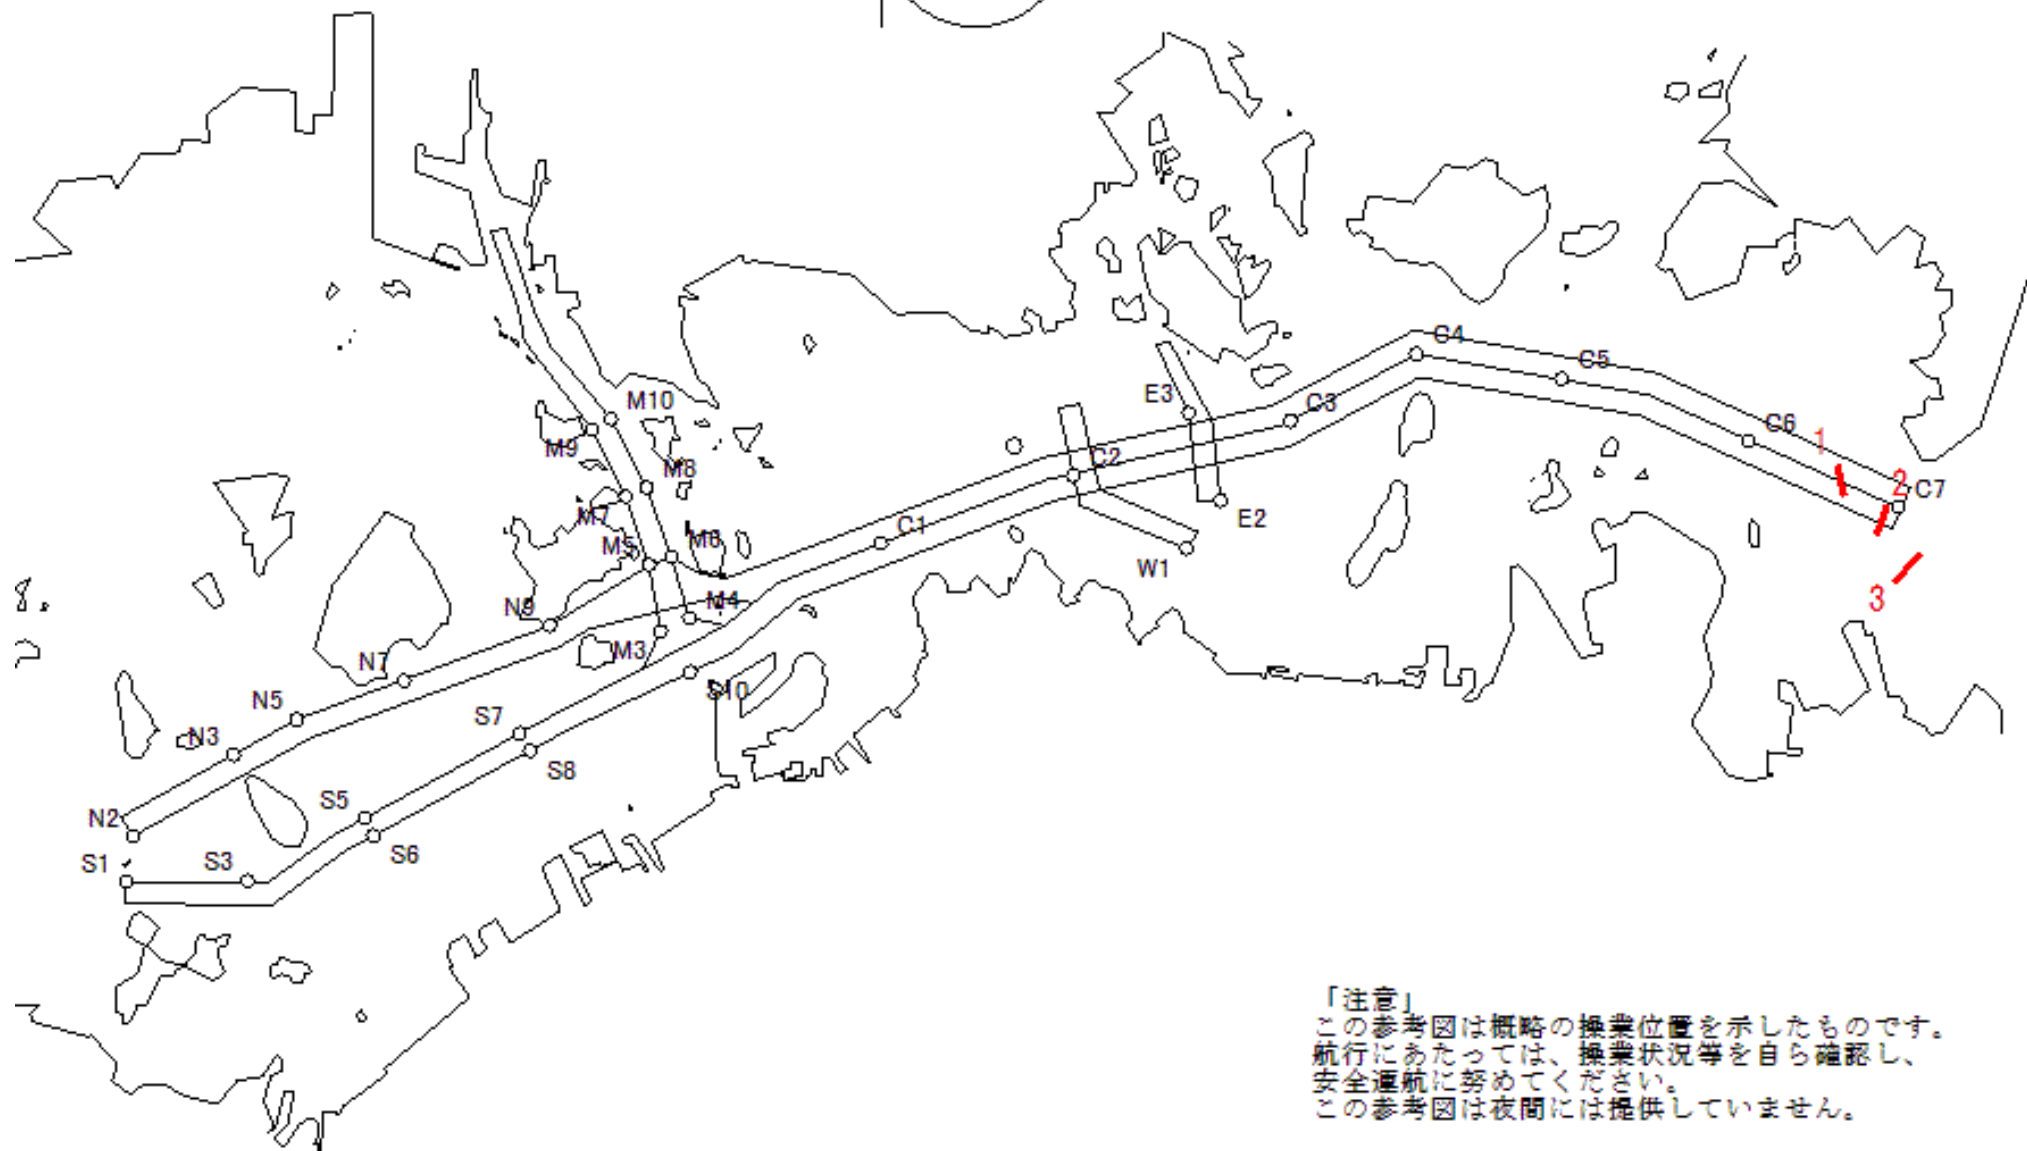 C4
C5
M10
E3
C3
C6
1
M9
M8
C2
2
C7
M7
C1
E2
M5
M6
W1
N9
M4
3
M3
N7
S10
N5
S7
N3
S8
S5
N2
S6
S1
S3
「注意」
この参考図は概略の操業位置を示したものです。
航行にあたっては、操業状況等を自ら確認し、
安全運航に努めてください。
この参考図は夜間には提供していません。